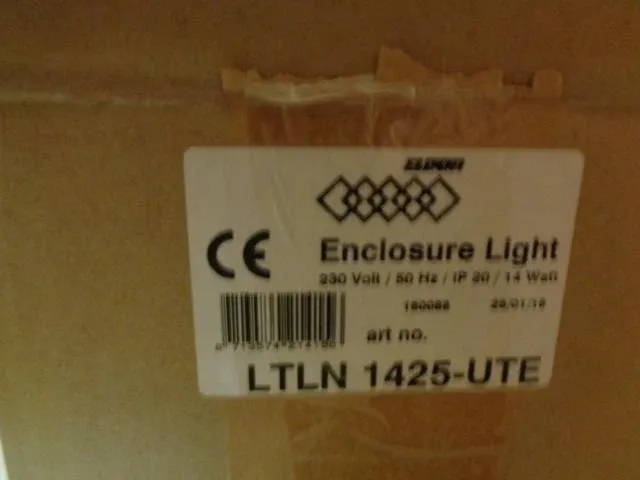 ELDON
CE
Enclosure Light
230 Volt / 50 Hz / IP 20 / 14 Watt
art no.
LTLN 1425-UTE